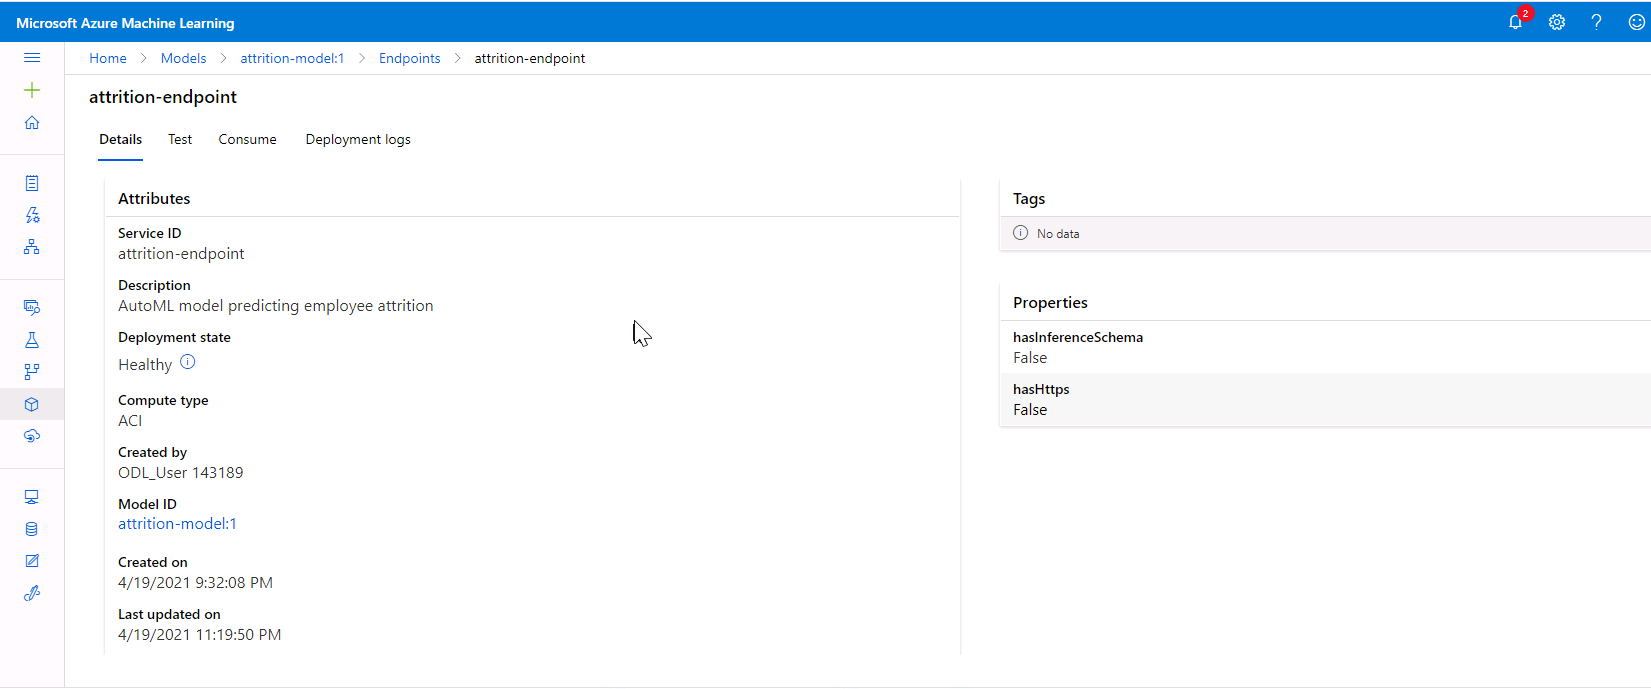 Microsoft Azure Machine Learning
2
Home > Models > attrition-model:1 > Endpoints > attrition-endpoint
attrition-endpoint
Details Test Consume Deployment logs
Attributes
Service ID
attrition-endpoint
Description
AutoML model predicting employee attrition
Deployment state
Healthy
Compute type
ACI
Created by
ODL_User 143189
Model ID
attrition-model:1
Created on
4/19/2021 9:32:08 PM
Last updated on
4/19/2021 11:19:50 PM
Tags
No data
Properties
hasInferenceSchema
False
hasHttps
False